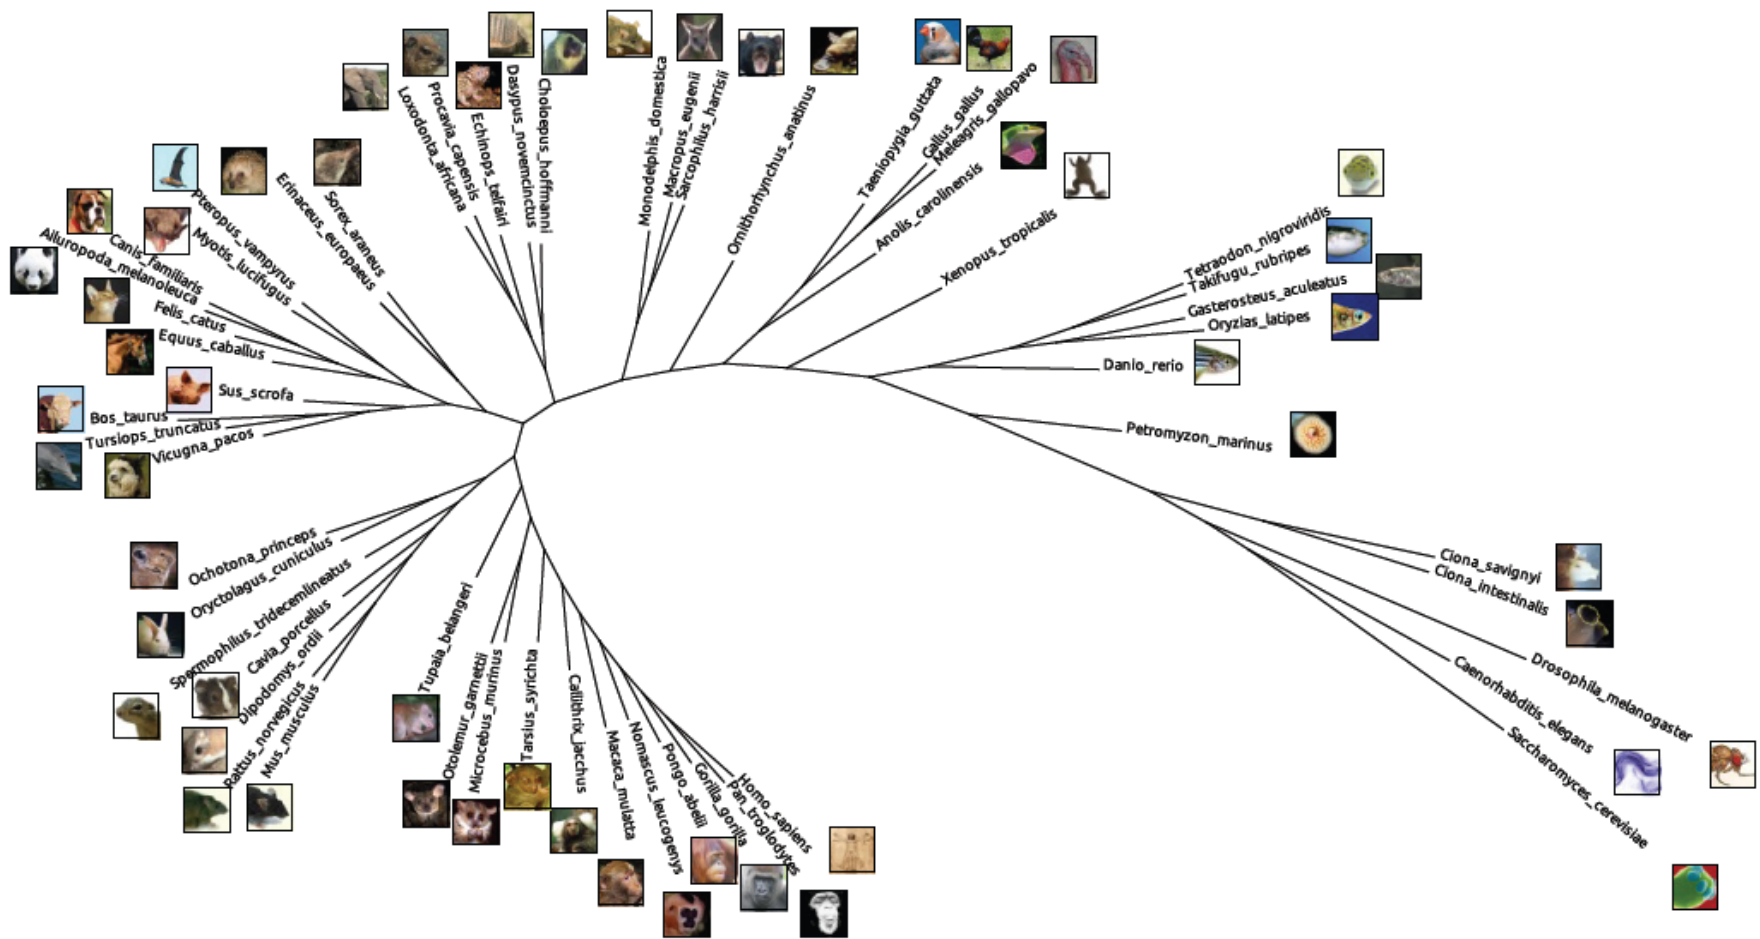 Loxodonta_africana
Procavia_capensis
Echinops_telfairi
Dasypus_novemcinctus
Choloepus_hoffmanni
Monodelphis_domestica
Macropus_eugenii
Sarcophilus_harrisii
Ornithorhynchus_anatinus
Taeniopygia_guttata
Gallus_gallus
Meleagris_gallopavo
Anolis_carolinensis
Xenopus_tropicalis
Tetraodon_nigroviridis
Takifugu_rubripes
Gasterosteus_aculeatus
Oryzias_latipes
Danio_rerio
Petromyzon_marinus
Ciona_savignyi
Ciona_intestinalis
Drosophila_melanogaster
Caenorhabditis_elegans
Saccharomyces_cerevisiae
Homo_sapiens
Pan_troglodytes
Gorilla_gorilla
Pongo_abelii
Nomascus_leucogenys
Macaca_mulatta
Callithrix_jacchus
Tarsius_syrichta
Microcebus_murinus
Otolemur_garnettii
Tupaia_belangeri
Mus_musculus
Rattus_norvegicus
Dipodomys_ordii
Cavia_porcellus
Spermophilus_tridecemlineatus
Oryctolagus_cuniculus
Ochotona_princeps
Vicugna_pacos
Tursiops_truncatus
Bos_taurus
Sus_scrofa
Equus_caballus
Felis_catus
Ailuropoda_melanoleuca
Canis_familiaris
Myotis_lucifugus
Pteropus_vampyrus
Erinaceus_europaeus
Sorex_araneus